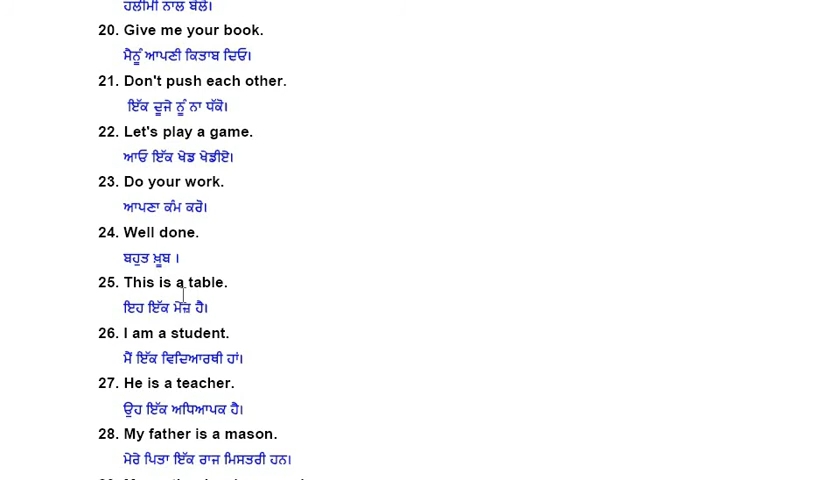 ਹਲੀਮੀ ਨਾਲ ਬੋਲੋ।
20. Give me your book.
ਮੈਨੂੰ ਆਪਣੀ ਕਿਤਾਬ ਦਿਓ।
21. Don't push each other.
ਇੱਕ ਦੂਜੇ ਨੂੰ ਨਾ ਧੱਕੋ।
22. Let's play a game.
ਆਓ ਇੱਕ ਖੇਡ ਖੇਡੀਏ।
23. Do your work.
ਆਪਣਾ ਕੰਮ ਕਰੋ।
24. Well done.
ਬਹੁਤ ਖ਼ੂਬ ।
25. This is a table.
ਇਹ ਇੱਕ ਮੇਜ਼ ਹੈ।
26. I am a student.
ਮੈਂ ਇੱਕ ਵਿਦਿਆਰਥੀ ਹਾਂ।
27. He is a teacher.
ਉਹ ਇੱਕ ਅਧਿਆਪਕ ਹੈ।
28. My father is a mason.
ਮੇਰੇ ਪਿਤਾ ਇੱਕ ਰਾਜ ਮਿਸਤਰੀ ਹਨ।